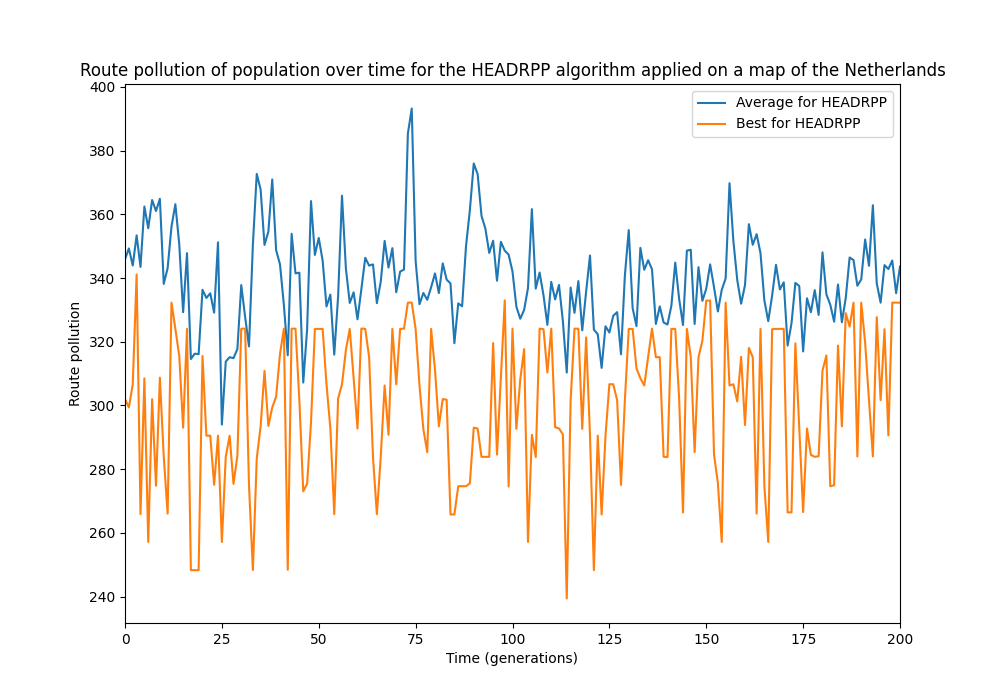 Route pollution of population over time for the HEADRPP algorithm applied on a map of the Netherlands
Average for HEADRPP
Best for HEADRPP
400
380
360
340
320
300
280
260
240
Route pollution
0 25 50 75 100 125 150 175 200
Time (generations)